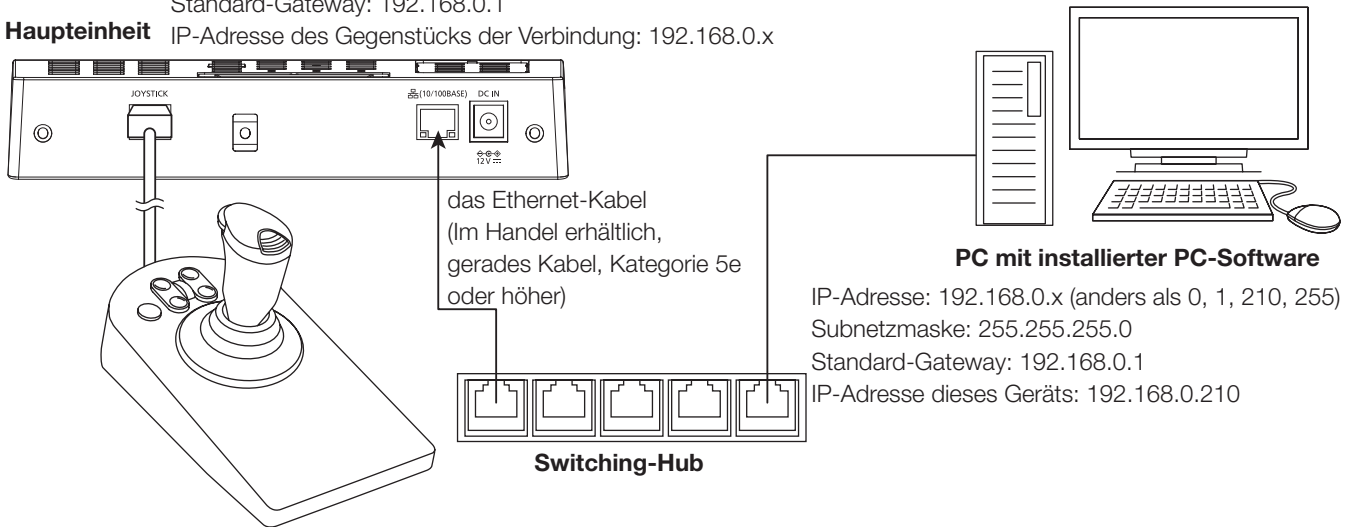 Standard-Gateway: 192.168.0.1
Haupteinheit
IP-Adresse des Gegenstücks der Verbindung: 192.168.0.x
JOYSTICK
(10/100BASE)
DC IN
12V
das Ethernet-Kabel
(Im Handel erhältlich,
gerades Kabel, Kategorie 5e
oder höher)
PC mit installierter PC-Software
IP-Adresse: 192.168.0.x (anders als 0, 1, 210, 255)
Subnetzmaske: 255.255.255.0
Standard-Gateway: 192.168.0.1
IP-Adresse dieses Geräts: 192.168.0.210
Switching-Hub